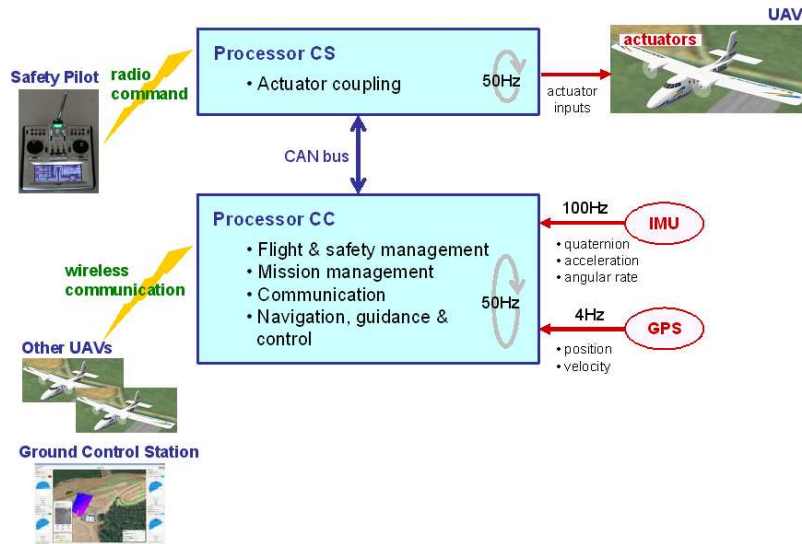 UAV
Processor CS
• Actuator coupling
50Hz
actuators
actuator
inputs
Safety Pilot
radio
command
CAN bus
Processor CC
• Flight & safety management
• Mission management
• Communication
• Navigation, guidance &
control
50Hz
100Hz
IMU
• quaternion
• acceleration
• angular rate
4Hz
GPS
• position
• velocity
wireless
communication
Other UAVs
Ground Control Station